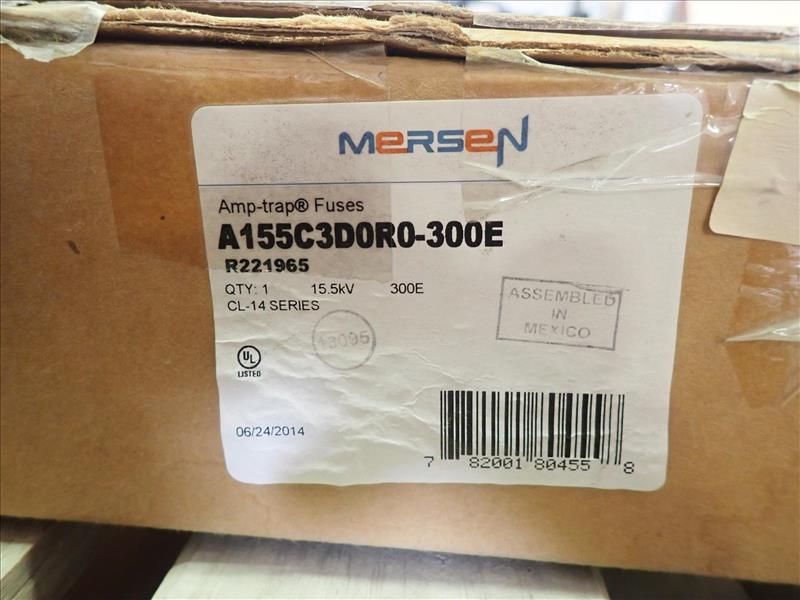 MERSEN
Amp-trap® Fuses
A155C3D0R0-300E
R221965
QTY: 1 15.5kV 300E
CL-14 SERIES
ASSEMBLED
IN
MEXICO
13095
UL
LISTED
06/24/2014
7 82001 80455 8